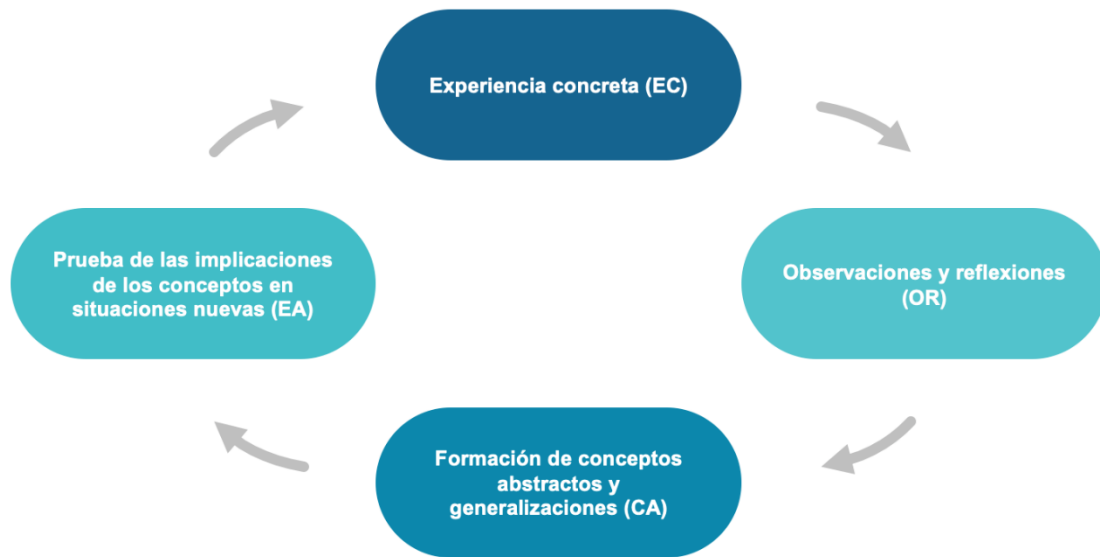 Experiencia concreta (EC)
Observaciones y reflexiones
(OR)
Formación de conceptos
abstractos y
generalizaciones (CA)
Prueba de las implicaciones
de los conceptos en
situaciones nuevas (EA)